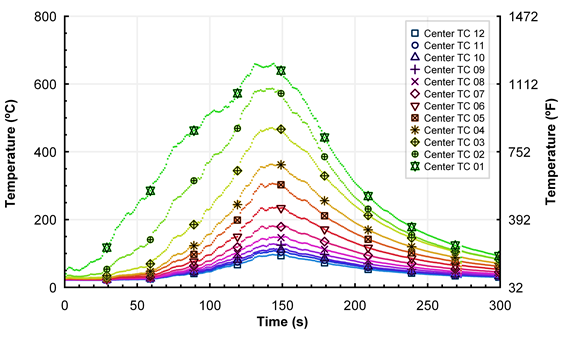 800
600
400
200
0
Temperature (ºC)
1472
1112
752
392
32
Temperature (ºF)
Center TC 12
Center TC 11
Center TC 10
Center TC 09
Center TC 08
Center TC 07
Center TC 06
Center TC 05
Center TC 04
Center TC 03
Center TC 02
Center TC 01
0 50 100 150 200 250 300
Time (s)